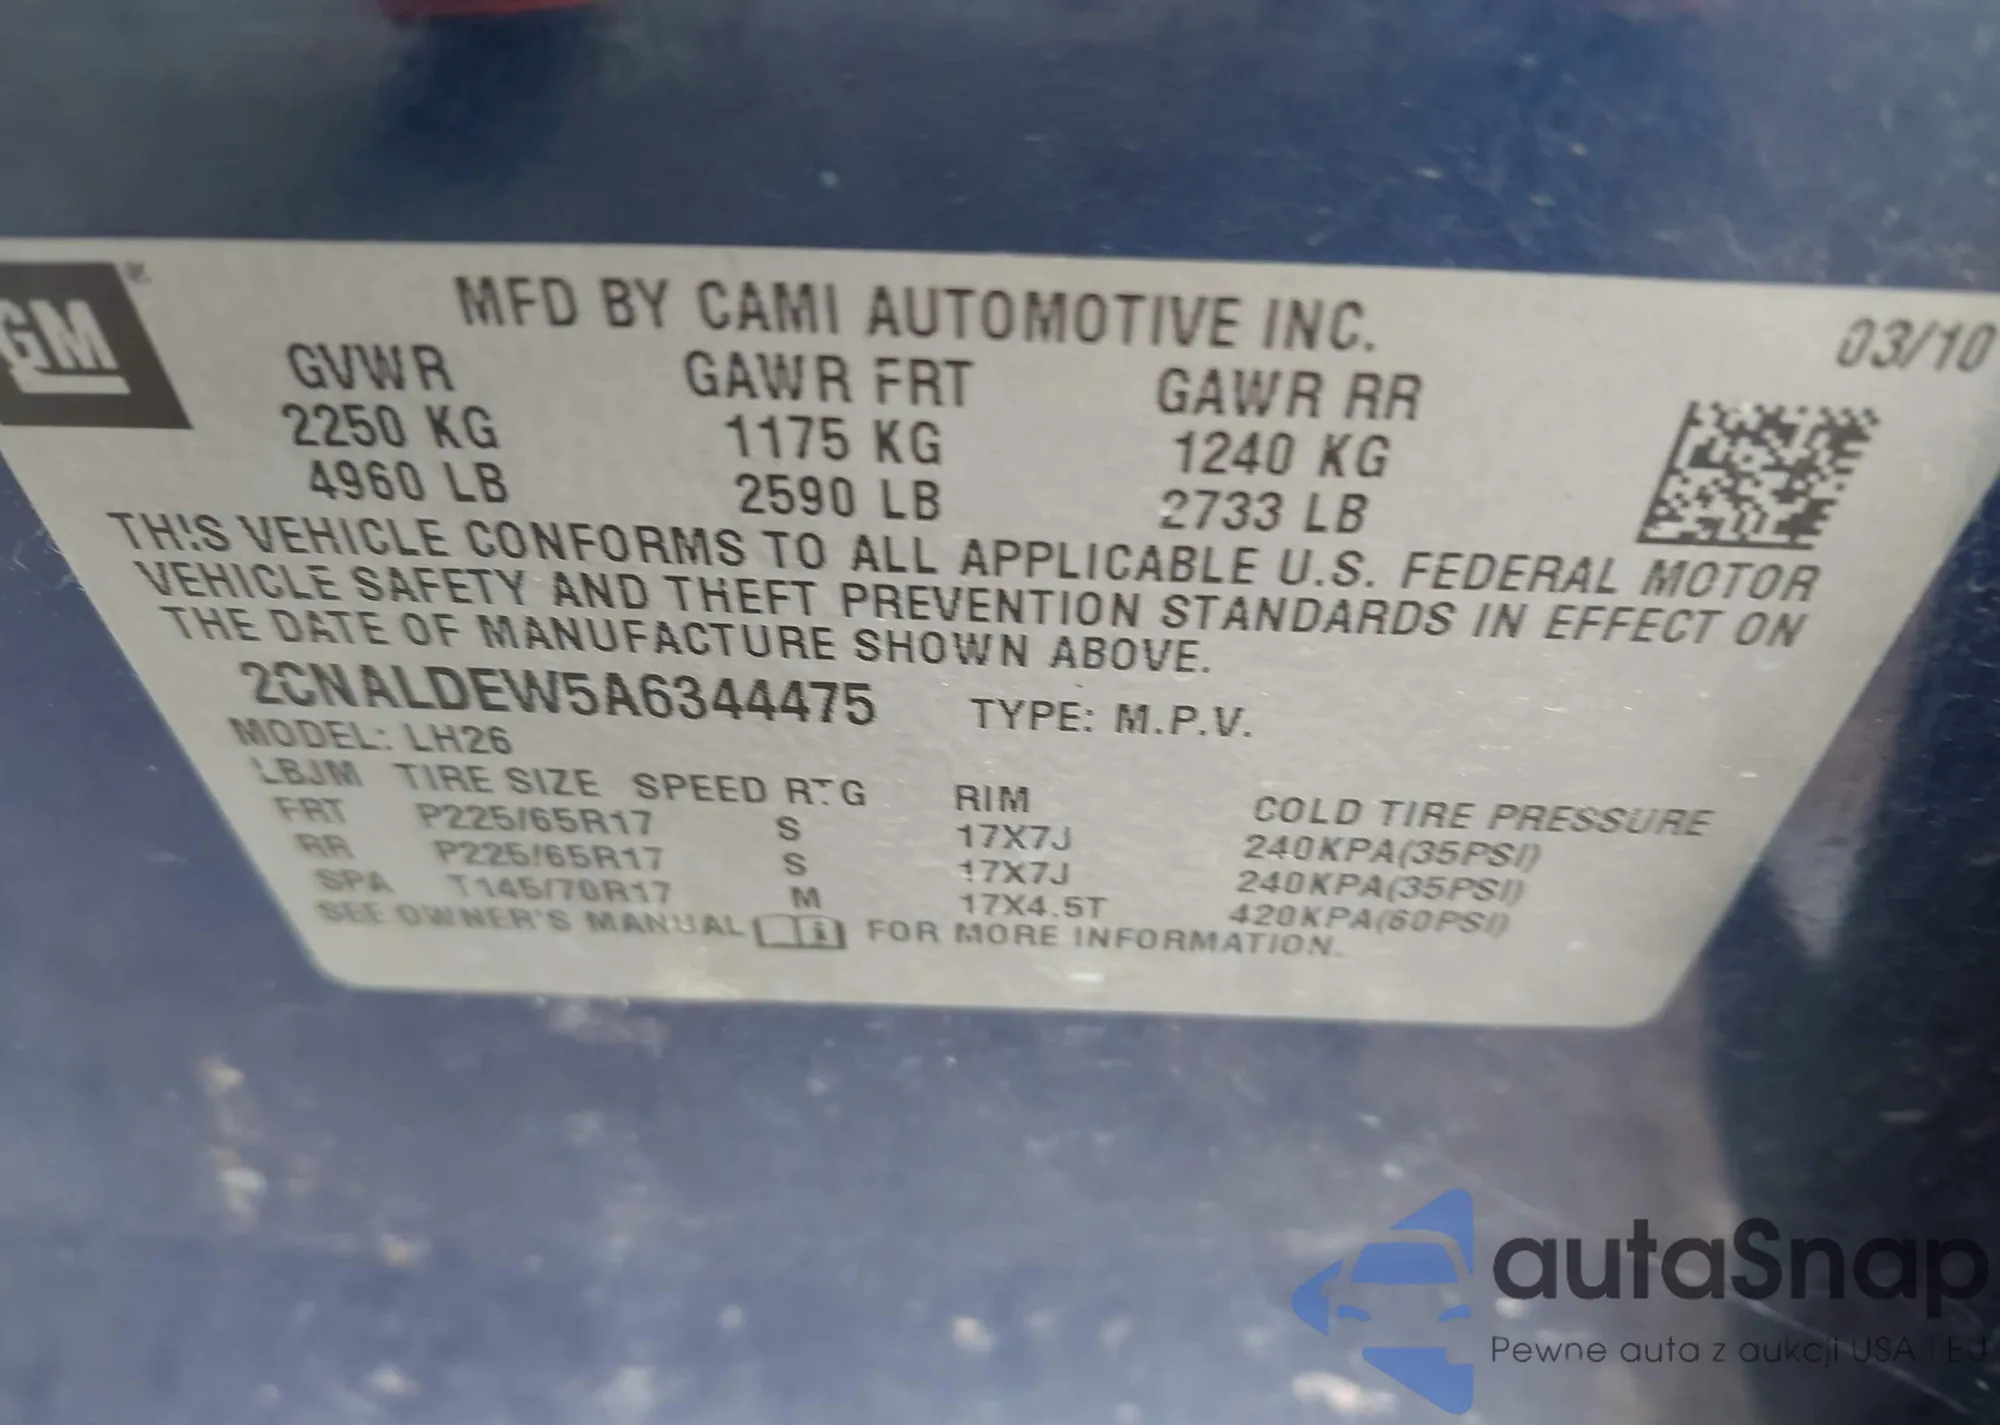 GM
MFD BY CAMI AUTOMOTIVE INC. 03/10
GVWR GAWR FRT GAWR RR
2250 KG 1175 KG 1240 KG
4960 LB 2590 LB 2733 LB
THIS VEHICLE CONFORMS TO ALL APPLICABLE U.S. FEDERAL MOTOR
VEHICLE SAFETY AND THEFT PREVENTION STANDARDS IN EFFECT ON
THE DATE OF MANUFACTURE SHOWN ABOVE.
2CNALDEW5A6344475 TYPE: M.P.V.
MODEL: LH26
LBJM TIRE SIZE SPEED RTG RIM COLD TIRE PRESSURE
FRT P225/65R17 S 17X7J 240KPA(35PSI)
RR P225/65R17 S 17X7J 240KPA(35PSI)
SPA T145/70R17 M 17X4.5T 420KPA(60PSI)
SEE OWNER'S MANUAL FOR MORE INFORMATION.
autaSnap
Pewne auta z aukcji USA i EU